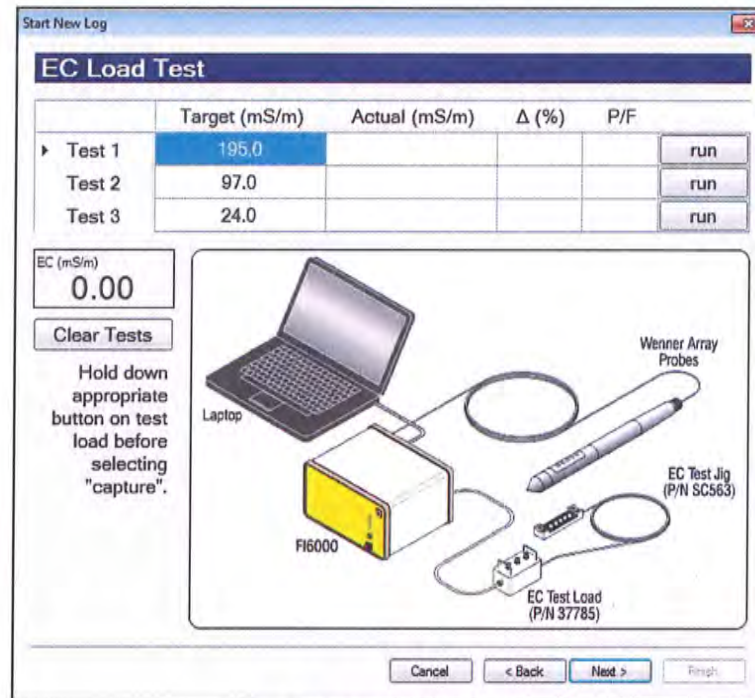 Start New Log
EC Load Test
Target (mS/m) Actual (mS/m) Δ (%) P/F
Test 1 195.0 run
Test 2 97.0 run
Test 3 24.0 run
EC (mS/m)
0.00
Clear Tests
Hold down
appropriate
button on test
load before
selecting
"capture".
Laptop
Wenner Array
Probes
EC Test Jig
(P/N SC563)
FI6000
EC Test Load
(P/N 37785)
Cancel < Back Next > Finish